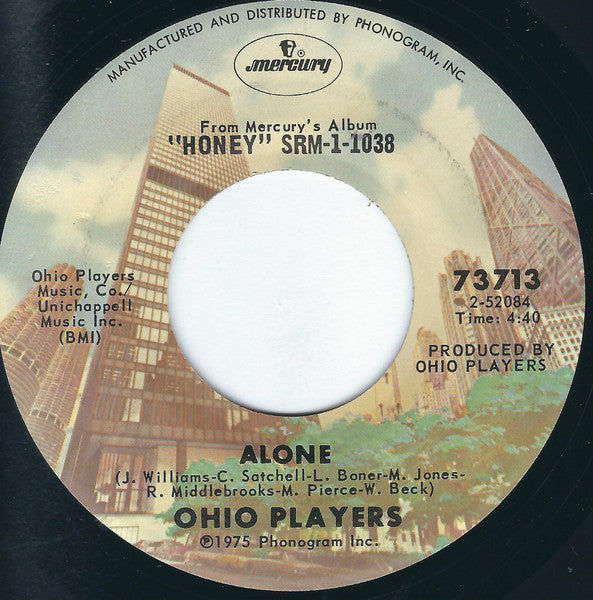 MANUFACTURED AND DISTRIBUTED BY PHONOGRAM, INC.
mercury
From Mercury's Album
"HONEY" SRM-1-1038
Ohio Players
Music, Co./
Unichappell
Music Inc.
(BMI)
73713
2-52084
Time: 4:40
PRODUCED BY
OHIO PLAYERS
ALONE
(J. Williams-C. Satchell-L. Boner-M. Jones-
R. Middlebrooks-M. Pierce-W. Beck)
OHIO PLAYERS
℗1975 Phonogram Inc.